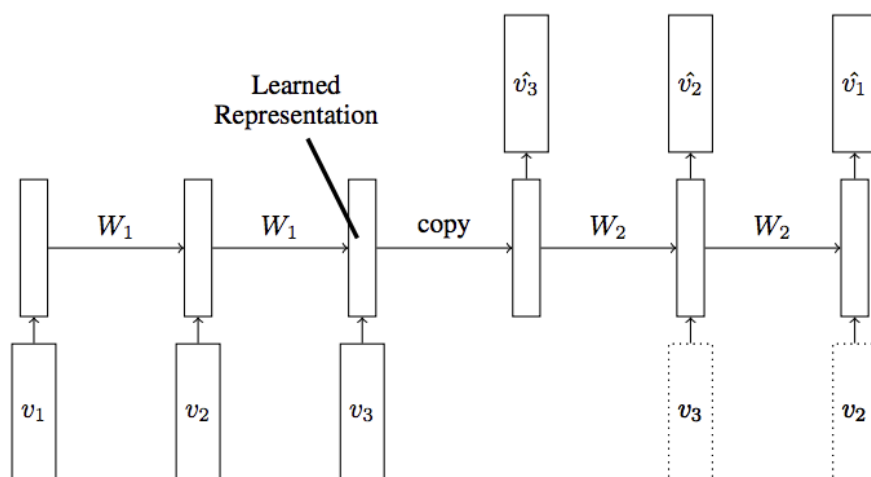 v̂₃ v̂₂ v̂₁
Learned
Representation
W₁ W₁ copy W₂ W₂
v₁ v₂ v₃ v₃ v₂